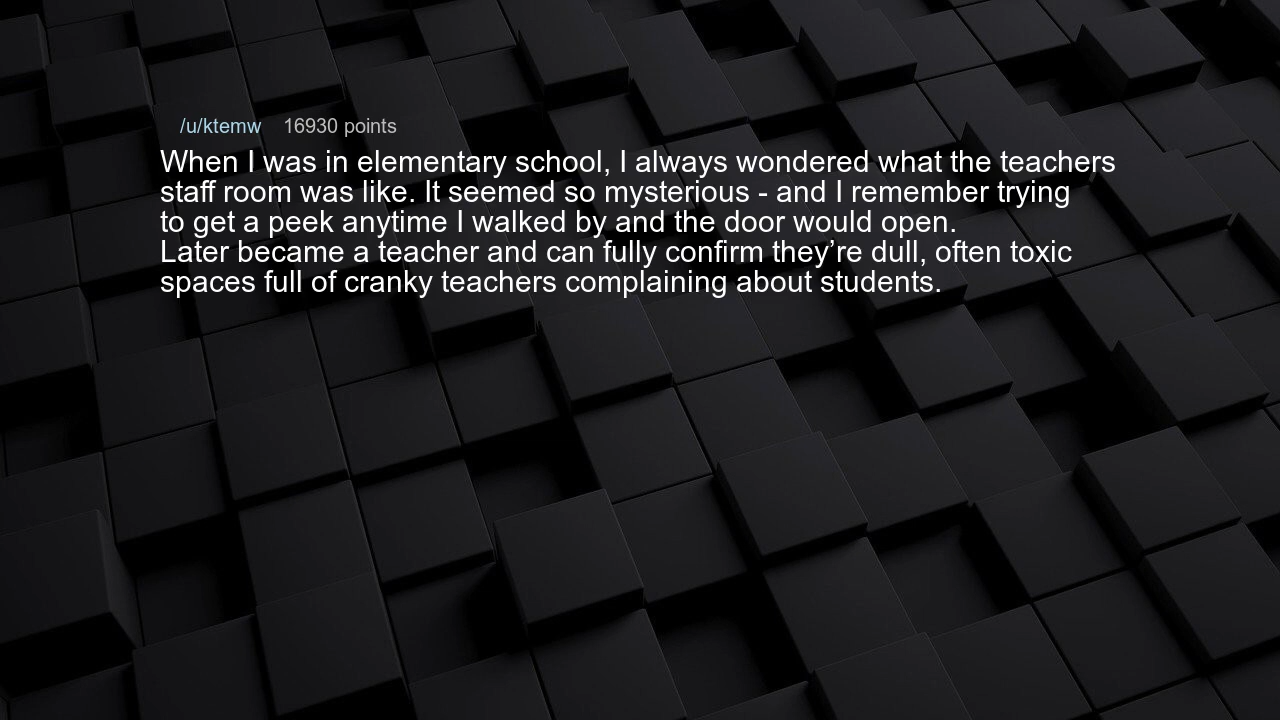 /u/ktemw 16930 points
When I was in elementary school, I always wondered what the teachers
staff room was like. It seemed so mysterious - and I remember trying
to get a peek anytime I walked by and the door would open.
Later became a teacher and can fully confirm they’re dull, often toxic
spaces full of cranky teachers complaining about students.